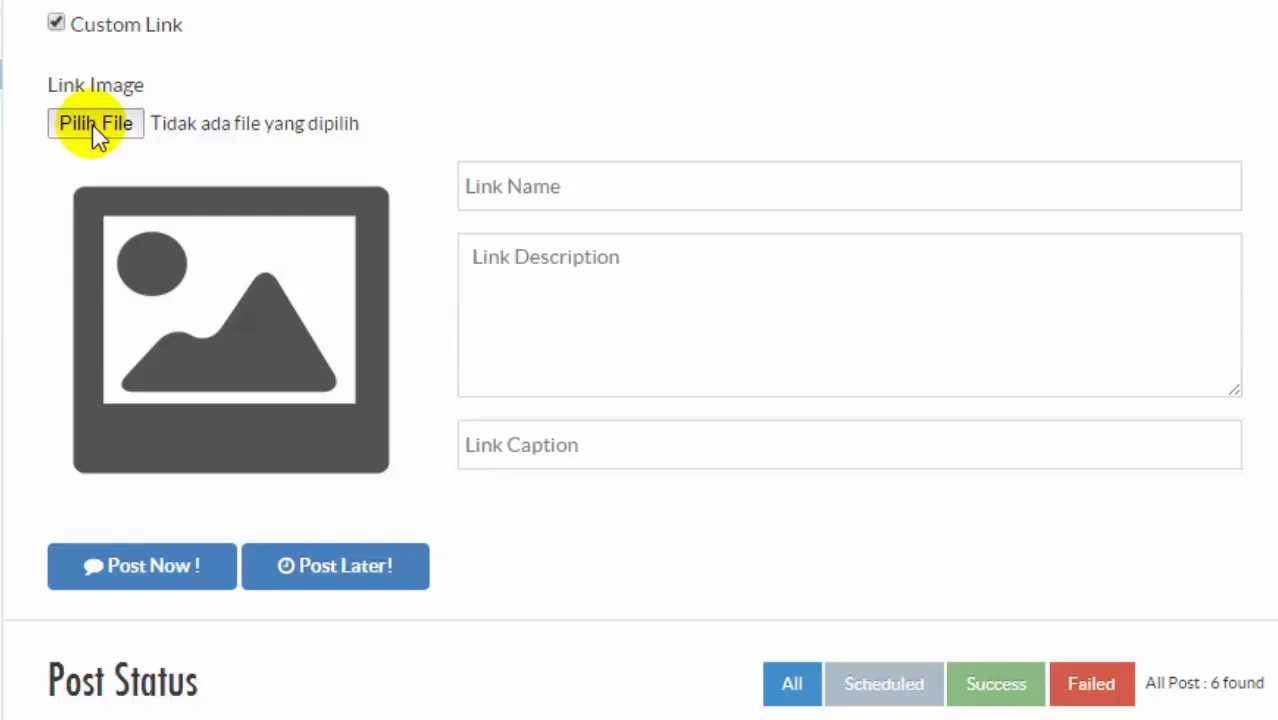 Custom Link
Link Image
Pilih File Tidak ada file yang dipilih
Link Name
Link Description
Link Caption
Post Now ! Post Later!
Post Status All Scheduled Success Failed All Post : 6 found